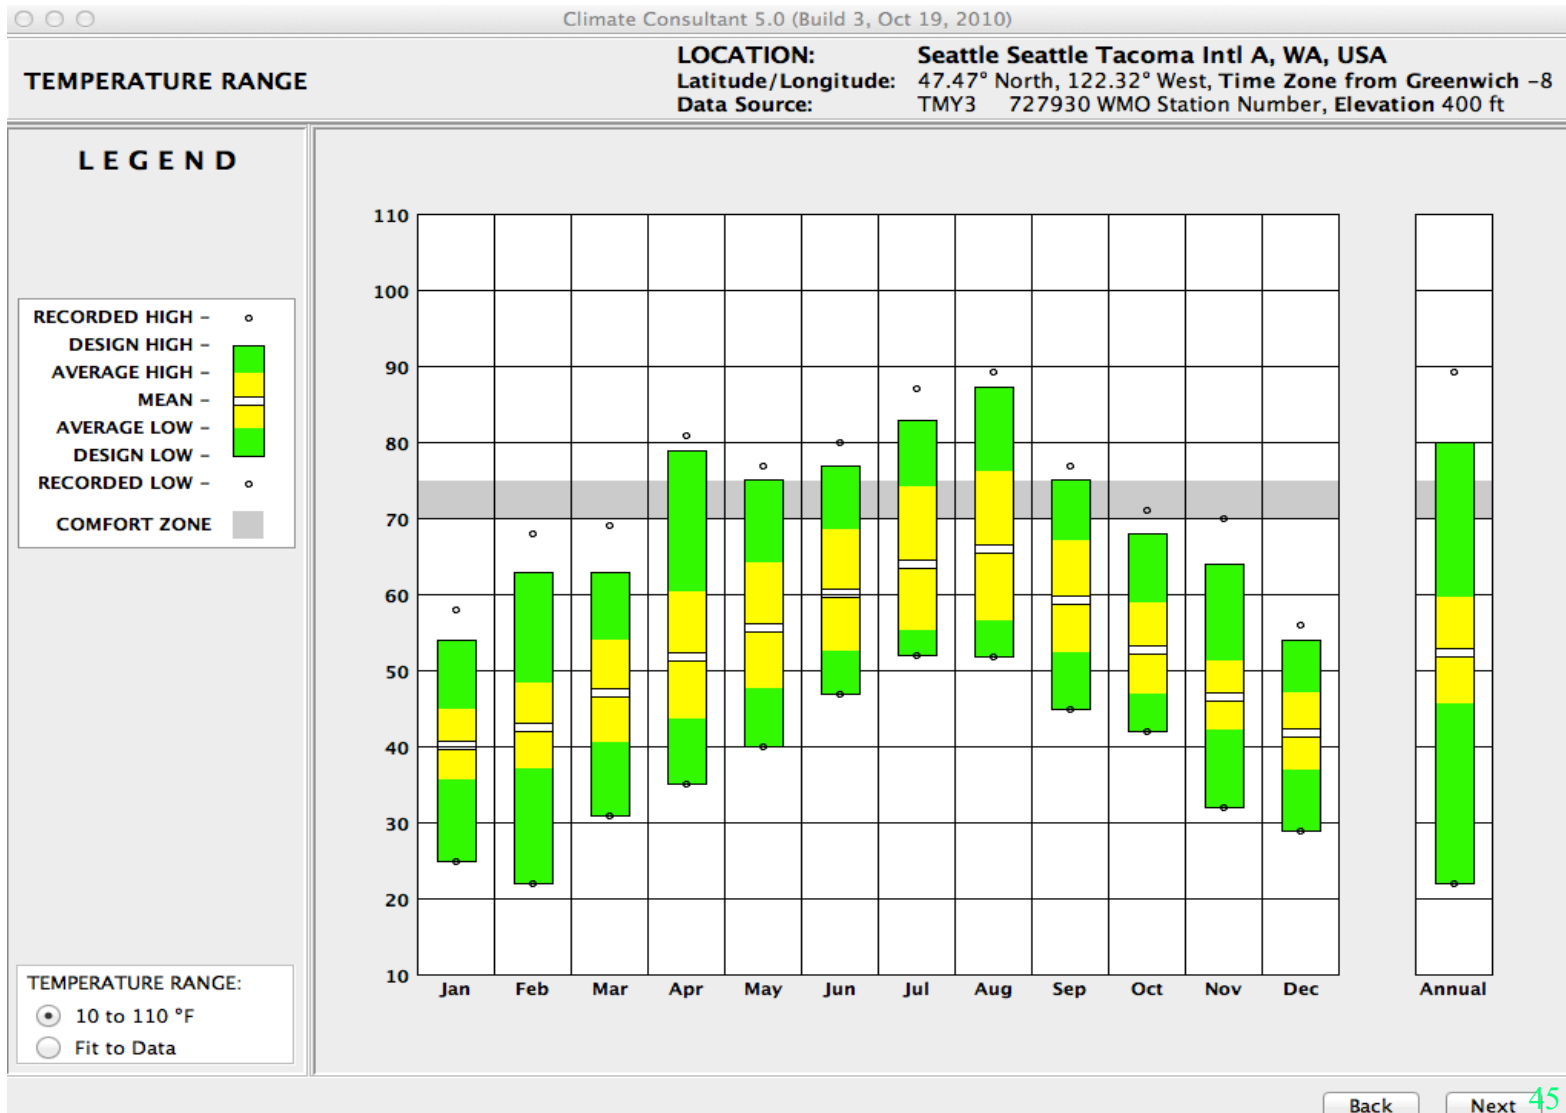 Climate Consultant 5.0 (Build 3, Oct 19, 2010)
TEMPERATURE RANGE
LOCATION: Seattle Seattle Tacoma Intl A, WA, USA
Latitude/Longitude: 47.47° North, 122.32° West, Time Zone from Greenwich -8
Data Source: TMY3 727930 WMO Station Number, Elevation 400 ft
LEGEND
RECORDED HIGH -
DESIGN HIGH -
AVERAGE HIGH -
MEAN -
AVERAGE LOW -
DESIGN LOW -
RECORDED LOW -
COMFORT ZONE
TEMPERATURE RANGE:
10 to 110 °F
Fit to Data
110
100
90
80
70
60
50
40
30
20
10
Jan Feb Mar Apr May Jun Jul Aug Sep Oct Nov Dec Annual
Back Next 45